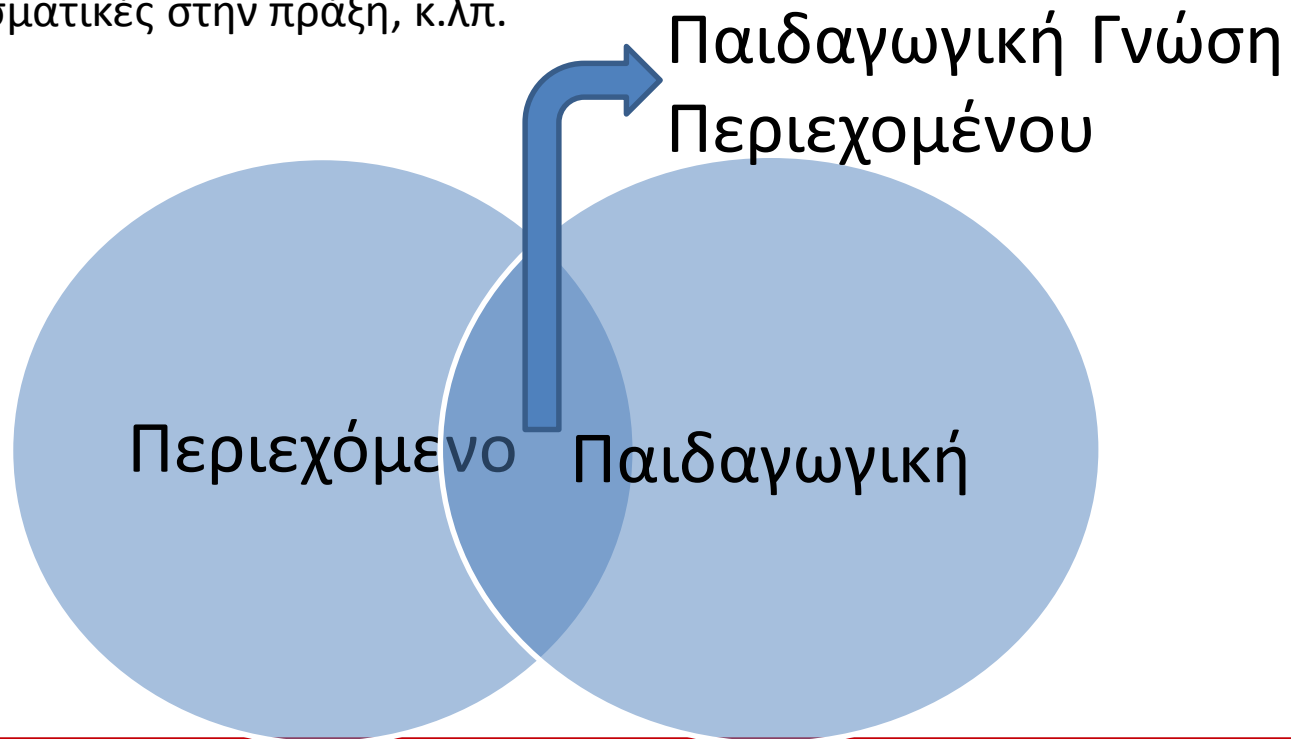 στην πράξη, κ.λπ.
Παιδαγωγική Γνώση
Περιεχομένου
Περιεχόμενο
Παιδαγωγική